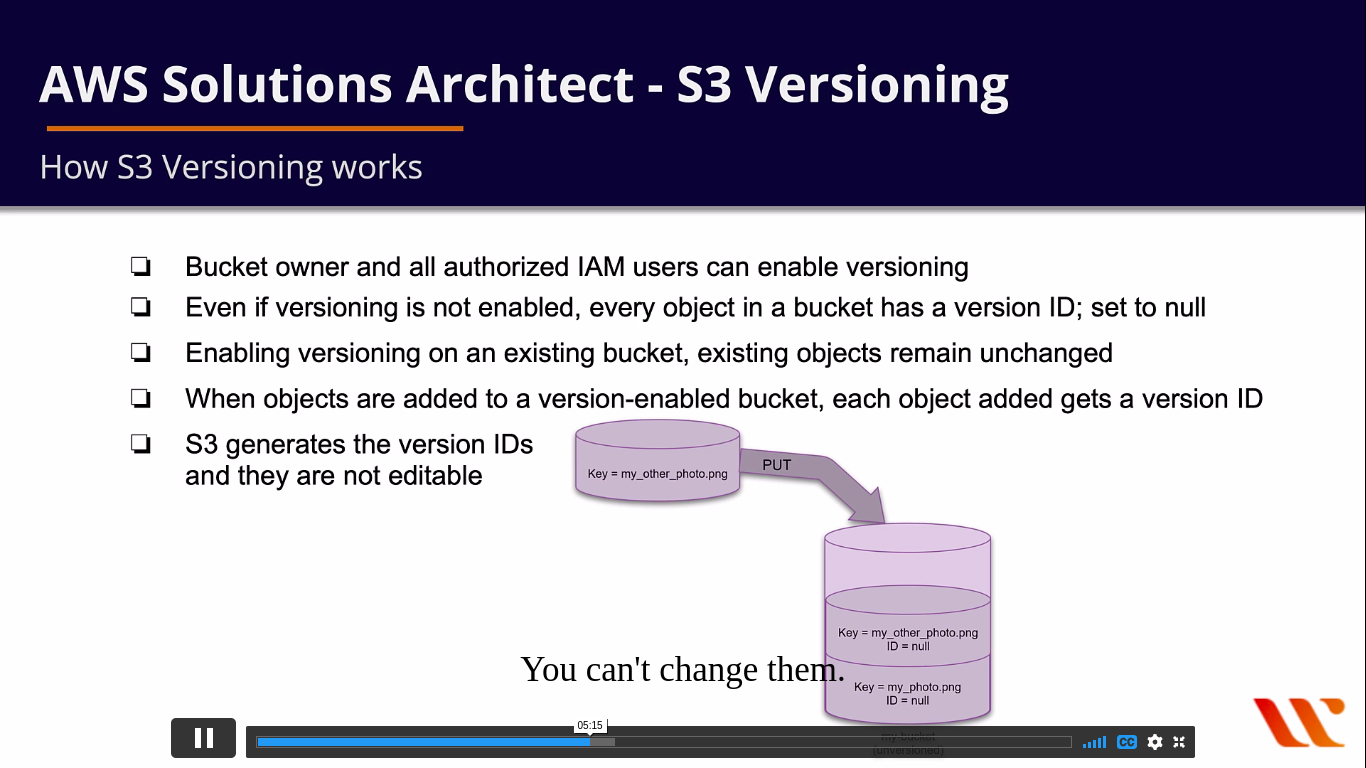 AWS Solutions Architect - S3 Versioning
How S3 Versioning works
Bucket owner and all authorized IAM users can enable versioning
Even if versioning is not enabled, every object in a bucket has a version ID; set to null
Enabling versioning on an existing bucket, existing objects remain unchanged
When objects are added to a version-enabled bucket, each object added gets a version ID
S3 generates the version IDs
and they are not editable
Key = my_other_photo.png
PUT
Key = my_other_photo.png
ID = null
You can't change them.
Key = my_photo.png
ID = null
05:15
CC
my bucket
(unversioned)